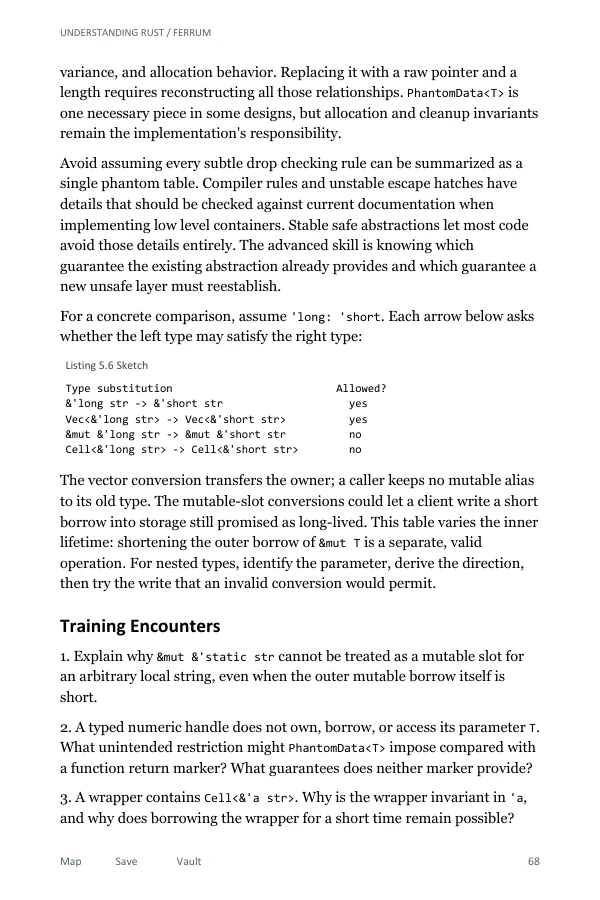 UNDERSTANDING RUST / FERRUM
variance, and allocation behavior. Replacing it with a raw pointer and a
length requires reconstructing all those relationships. PhantomData<T> is
one necessary piece in some designs, but allocation and cleanup invariants
remain the implementation's responsibility.
Avoid assuming every subtle drop checking rule can be summarized as a
single phantom table. Compiler rules and unstable escape hatches have
details that should be checked against current documentation when
implementing low level containers. Stable safe abstractions let most code
avoid those details entirely. The advanced skill is knowing which
guarantee the existing abstraction already provides and which guarantee a
new unsafe layer must reestablish.
For a concrete comparison, assume 'long: 'short. Each arrow below asks
whether the left type may satisfy the right type:
Listing 5.6 Sketch
Type substitution Allowed?
&'long str -> &'short str yes
Vec<&'long str> -> Vec<&'short str> yes
&mut &'long str -> &mut &'short str no
Cell<&'long str> -> Cell<&'short str> no
The vector conversion transfers the owner; a caller keeps no mutable alias
to its old type. The mutable-slot conversions could let a client write a short
borrow into storage still promised as long-lived. This table varies the inner
lifetime: shortening the outer borrow of &mut T is a separate, valid
operation. For nested types, identify the parameter, derive the direction,
then try the write that an invalid conversion would permit.
Training Encounters
1. Explain why &mut &'static str cannot be treated as a mutable slot for
an arbitrary local string, even when the outer mutable borrow itself is
short.
2. A typed numeric handle does not own, borrow, or access its parameter T.
What unintended restriction might PhantomData<T> impose compared with
a function return marker? What guarantees does neither marker provide?
3. A wrapper contains Cell<&'a str>. Why is the wrapper invariant in 'a,
and why does borrowing the wrapper for a short time remain possible?
Map Save Vault 68